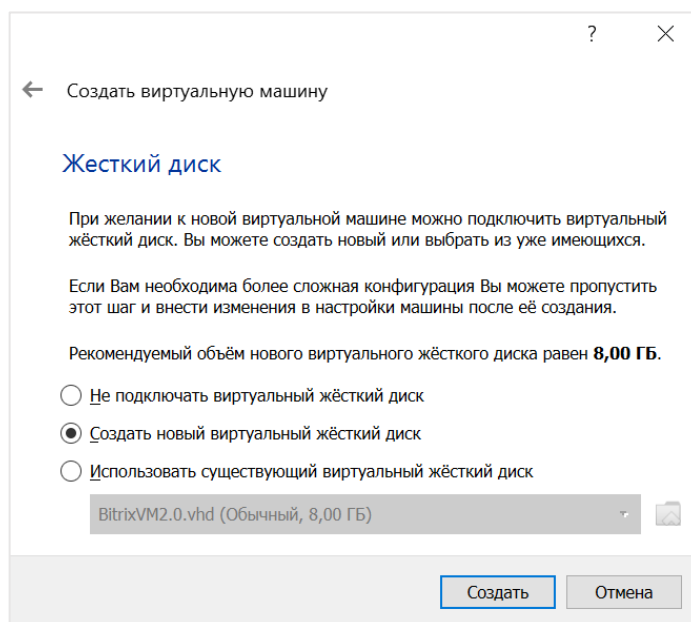 ?
Создать виртуальную машину
Жесткий диск
При желании к новой виртуальной машине можно подключить виртуальный
жёсткий диск. Вы можете создать новый или выбрать из уже имеющихся.
Если Вам необходима более сложная конфигурация Вы можете пропустить
этот шаг и внести изменения в настройки машины после её создания.
Рекомендуемый объём нового виртуального жёсткого диска равен 8,00 ГБ.
Не подключать виртуальный жёсткий диск
Создать новый виртуальный жёсткий диск
Использовать существующий виртуальный жёсткий диск
BitrixVM2.0.vhd (Обычный, 8,00 ГБ)
Создать Отмена